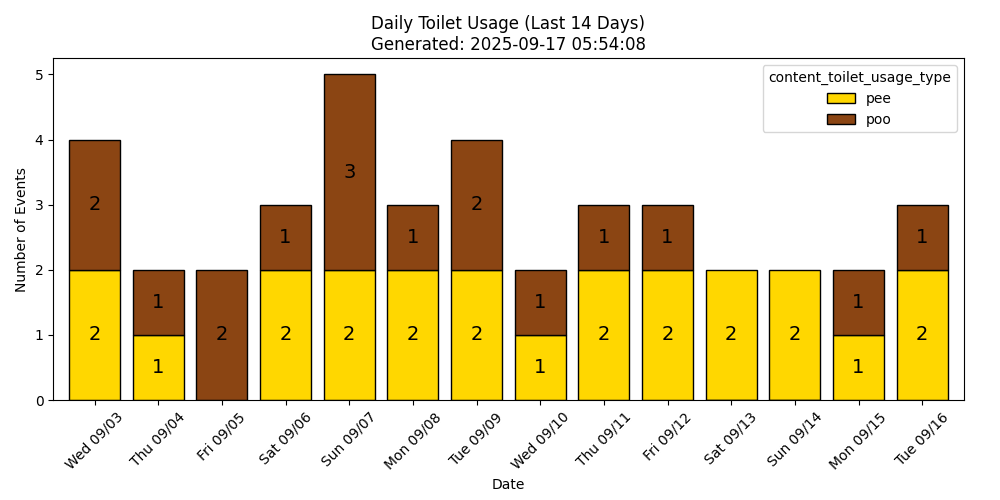 Daily Toilet Usage (Last 14 Days)
Generated: 2025-09-17 05:54:08
content_toilet_usage_type
pee
poo
Number of Events
5
4
3
2
1
0
2 1 1 3 1 2 1 1 1 1 1
2 1 2 2 2 2 2 1 2 2 2 2 1 2
Wed 09/03
Thu 09/04
Fri 09/05
Sat 09/06
Sun 09/07
Mon 09/08
Tue 09/09
Wed 09/10
Thu 09/11
Fri 09/12
Sat 09/13
Sun 09/14
Mon 09/15
Tue 09/16
Date